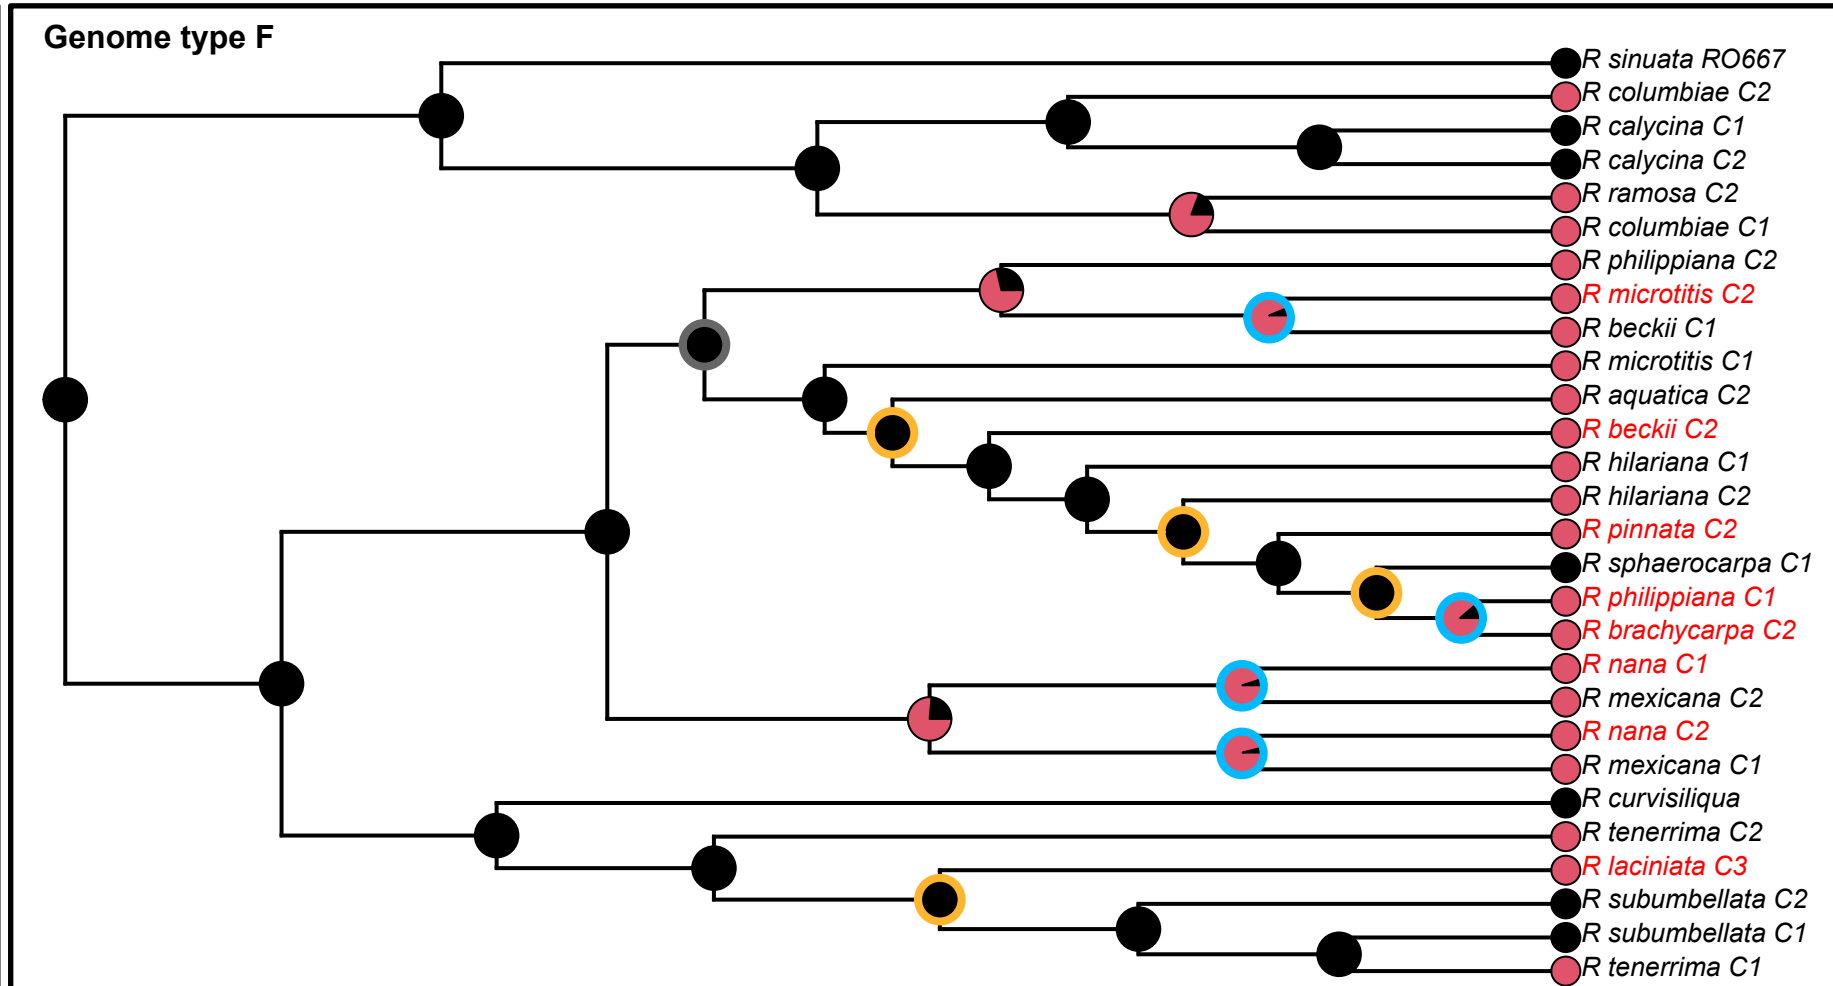 Genome type F
R sinuata RO667
R columbiae C2
R calycina C1
R calycina C2
R ramosa C2
R columbiae C1
R philippiana C2
R microtitis C2
R beckii C1
R microtitis C1
R aquatica C2
R beckii C2
R hilariana C1
R hilariana C2
R pinnata C2
R sphaerocarpa C1
R philippiana C1
R brachycarpa C2
R nana C1
R mexicana C2
R nana C2
R mexicana C1
R curvisiliqua
R tenerrima C2
R laciniata C3
R subumbellata C2
R subumbellata C1
R tenerrima C1